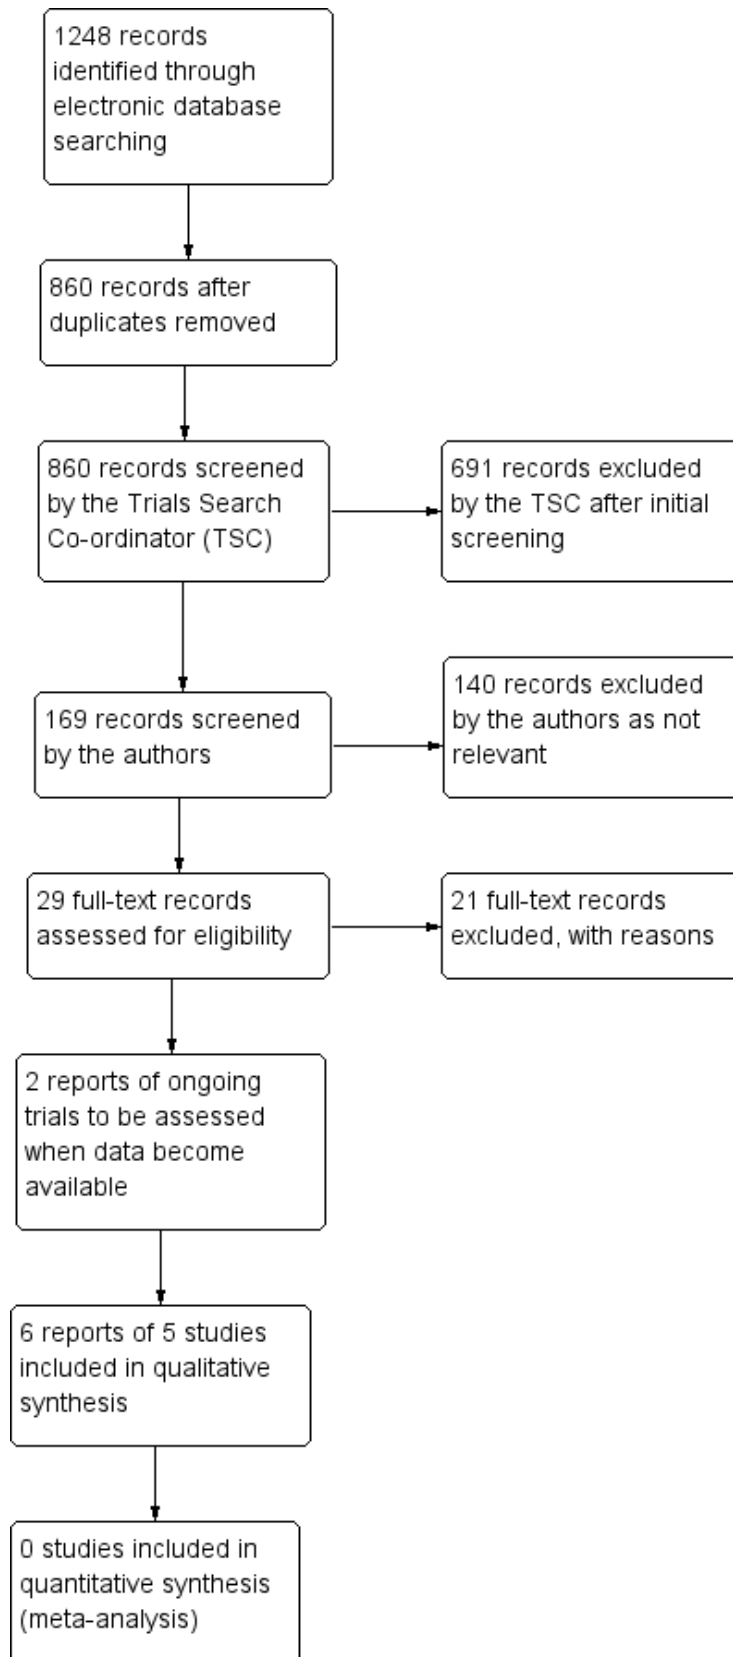 1248 records
identified through
electronic database
searching
860 records after
duplicates removed
860 records screened
by the Trials Search
Co-ordinator (TSC)
691 records excluded
by the TSC after initial
screening
169 records screened
by the authors
140 records excluded
by the authors as not
relevant
29 full-text records
assessed for eligibility
21 full-text records
excluded, with reasons
2 reports of ongoing
trials to be assessed
when data become
available
6 reports of 5 studies
included in qualitative
synthesis
0 studies included in
quantitative synthesis
(meta-analysis)